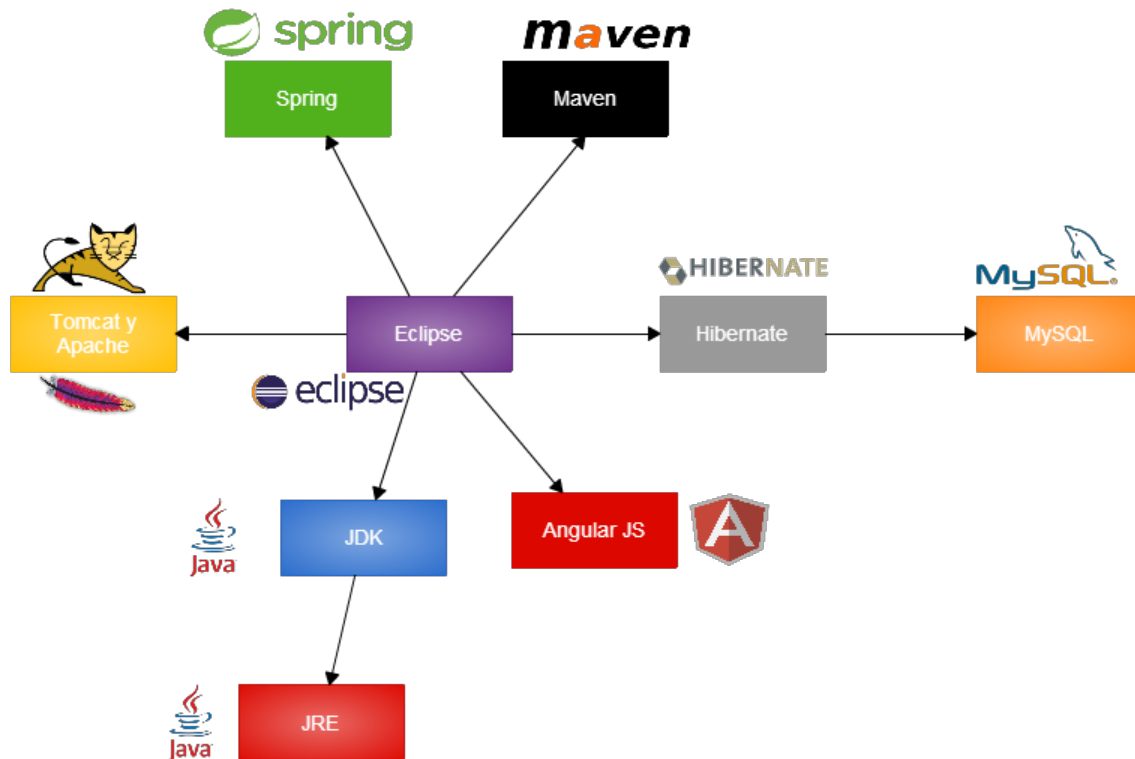 spring
maven
Spring
Maven
HIBERNATE
MySQL®
Tomcat y
Apache
Eclipse
Hibernate
MySQL
eclipse
Java
JDK
Angular JS
A
Java
JRE